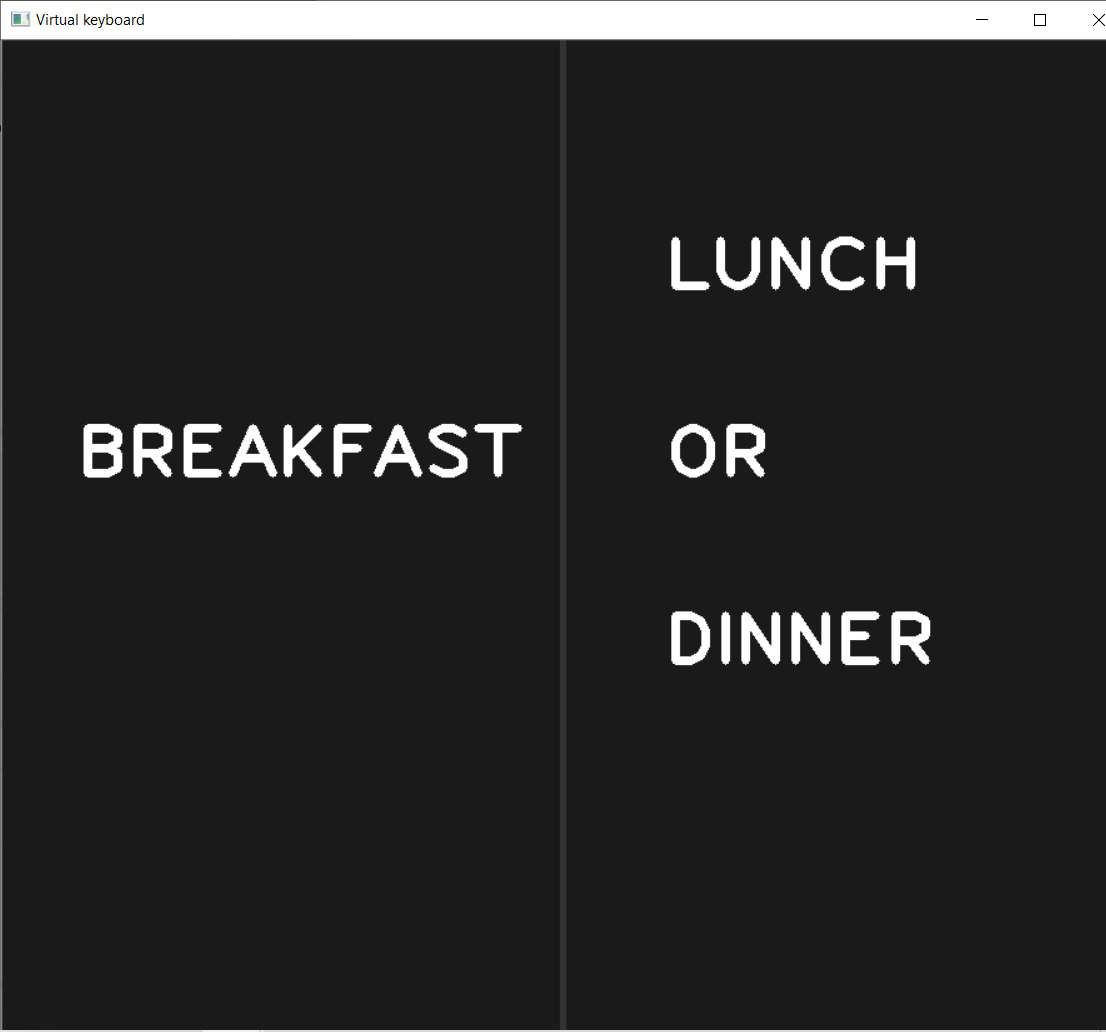 Virtual keyboard
BREAKFAST
LUNCH
OR
DINNER